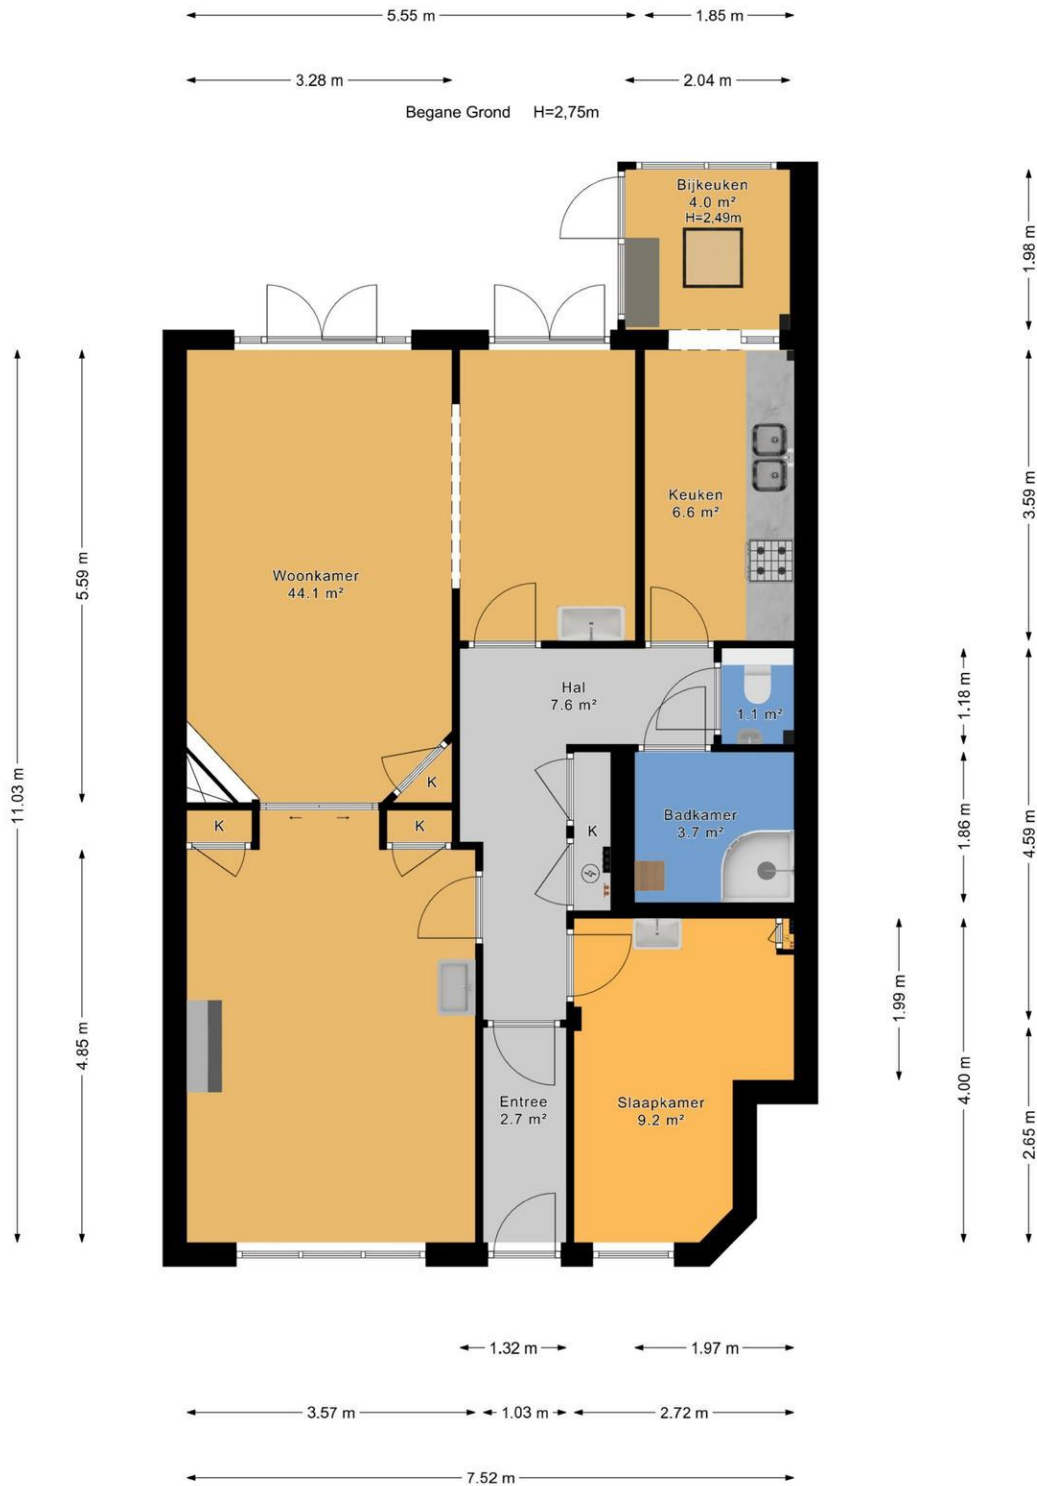 5.55 m
1.85 m
3.28 m
2.04 m
Begane Grond H=2,75m
Bijkeuken
4.0 m²
H=2,49m
1.98 m
Keuken
6.6 m²
3.59 m
Woonkamer
44.1 m²
5.59 m
11.03 m
Hal
7.6 m²
1.1 m²
1.18 m
K
K
K
K
Badkamer
3.7 m²
1.86 m
4.59 m
4.85 m
1.99 m
4.00 m
Entree
2.7 m²
Slaapkamer
9.2 m²
2.65 m
1.32 m
1.97 m
3.57 m
1.03 m
2.72 m
7.52 m